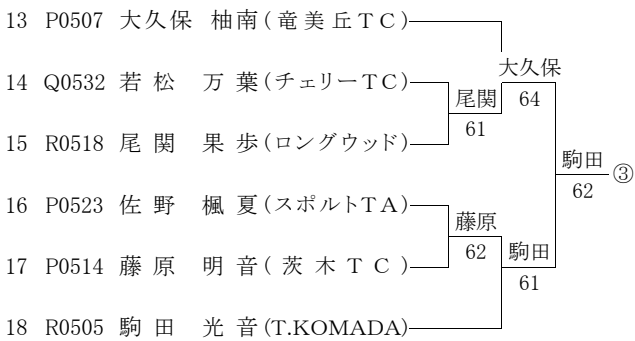 13 P0507 大久保 柚南(竜美丘TC)
大久保
14 Q0532 若松 万葉(チェリーTC)
尾関
64
61
15 R0518 尾関 果歩(ロングウッド)
駒田
③
62
16 P0523 佐野 楓夏(スポルトTA)
藤原
62
駒田
17 P0514 藤原 明音(茨木TC)
61
18 R0505 駒田 光音(T.KOMADA)